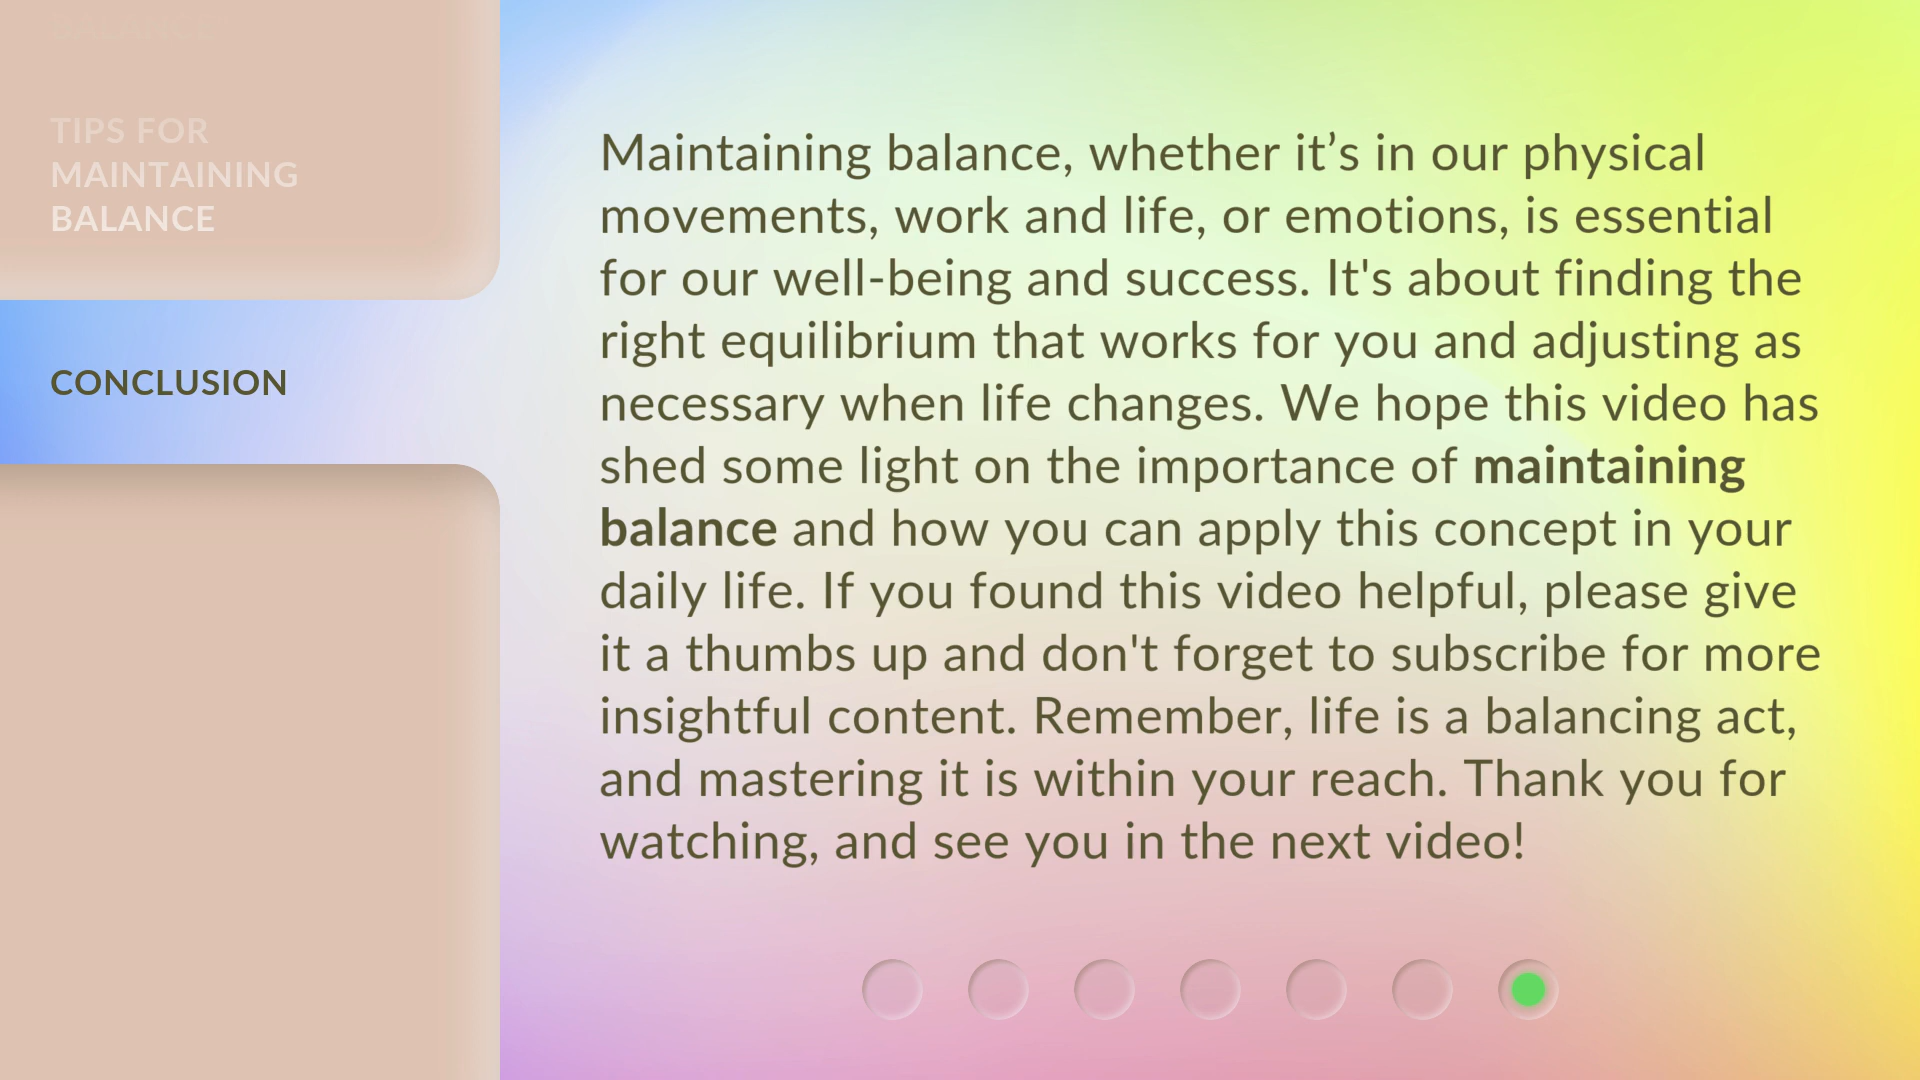 BALANCE?
TIPS FOR
MAINTAINING
BALANCE
CONCLUSION
Maintaining balance, whether it’s in our physical
movements, work and life, or emotions, is essential
for our well-being and success. It's about finding the
right equilibrium that works for you and adjusting as
necessary when life changes. We hope this video has
shed some light on the importance of maintaining
balance and how you can apply this concept in your
daily life. If you found this video helpful, please give
it a thumbs up and don't forget to subscribe for more
insightful content. Remember, life is a balancing act,
and mastering it is within your reach. Thank you for
watching, and see you in the next video!